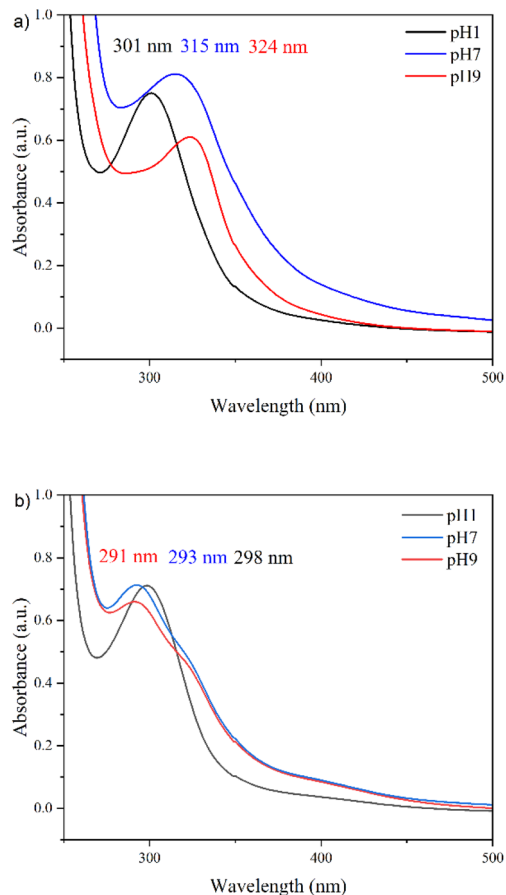 a)
301 nm 315 nm 324 nm
pH1
pH7
pH9
Absorbance (a.u.)
1.0
0.8
0.6
0.4
0.2
0.0
300
400
500
Wavelength (nm)
b)
291 nm 293 nm 298 nm
pH1
pH7
pH9
Absorbance (a.u.)
1.0
0.8
0.6
0.4
0.2
0.0
300
400
500
Wavelength (nm)